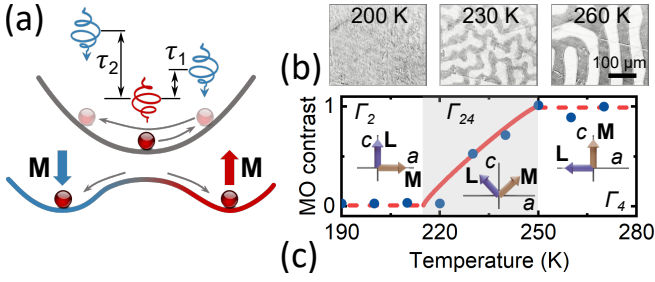 (a)
τ2
τ1
M
M
(b)
200 K
230 K
260 K
100 μm
MO contrast
1
0
Γ2
Γ24
Γ4
c
L
a
M
c
L
M
a
c
M
L
a
190
220
250
280
Temperature (K)
(c)